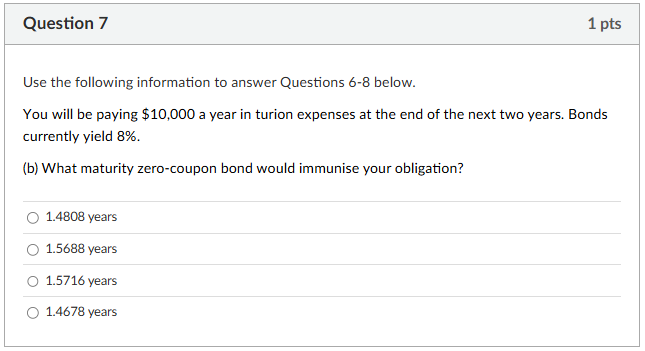 Question 7
1 pts
Use the following information to answer Questions 6-8 below.
You will be paying $10,000 a year in turion expenses at the end of the next two years. Bonds
currently yield 8%.
(b) What maturity zero-coupon bond would immunise your obligation?
1.4808 years
1.5688 years
1.5716 years
1.4678 years